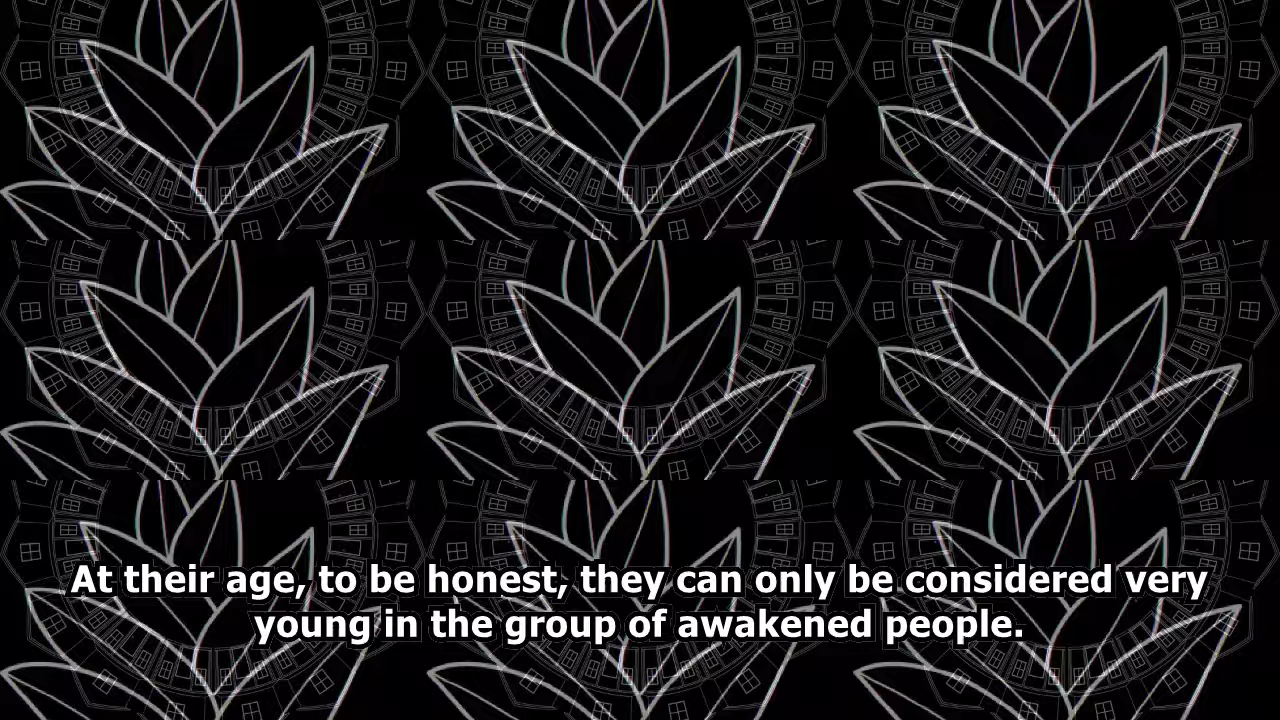 At their age, to be honest, they can only be considered very
young in the group of awakened people.